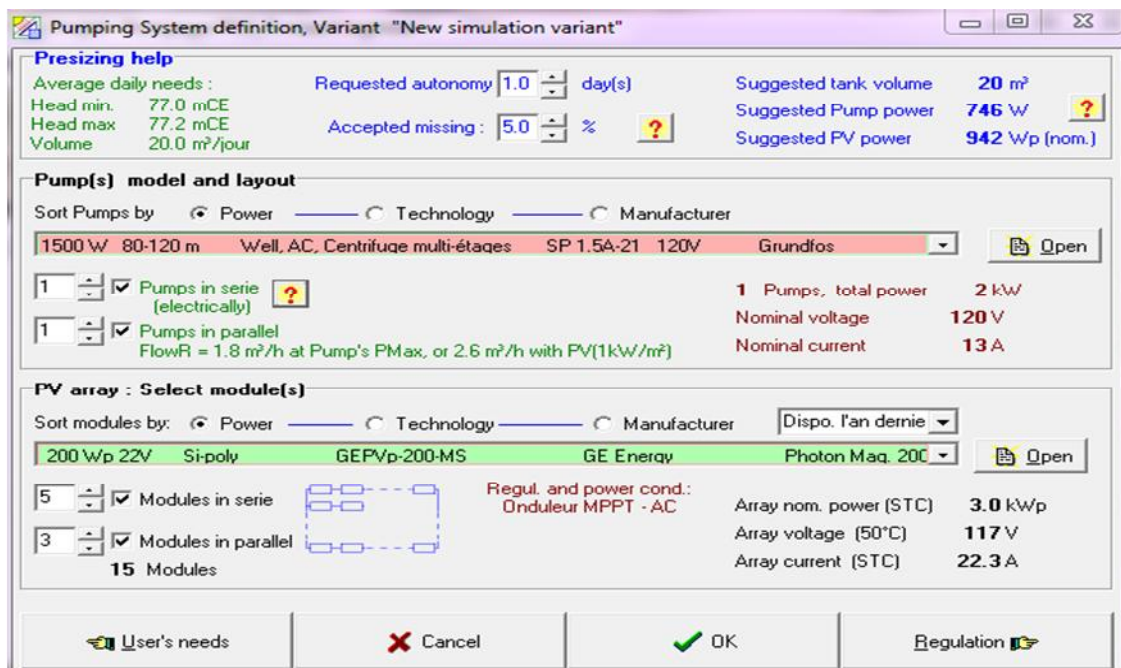 Pumping System definition, Variant "New simulation variant"
Presizing help
Average daily needs :
Head min. 77.0 mCE
Head max 77.2 mCE
Volume 20.0 m³/jour
Requested autonomy 1.0 day(s)
Accepted missing : 5.0 % ?
Suggested tank volume 20 m³
Suggested Pump power 746 W ?
Suggested PV power 942 Wp (nom.)
Pump(s) model and layout
Sort Pumps by Power Technology Manufacturer
1500 W 80-120 m Well, AC, Centrifuge multi-étages SP 1.5A-21 120V Grundfos Open
1 Pumps in serie ?
(electrically)
1 Pumps in parallel
FlowR = 1.8 m³/h at Pump's PMax, or 2.6 m³/h with PV(1kW/m²)
1 Pumps, total power 2 kW
Nominal voltage 120 V
Nominal current 13 A
PV array : Select module(s)
Sort modules by: Power Technology Manufacturer Dispo. l'an dernie
200 Wp 22V Si-poly GEPVp-200-MS GE Energy Photon Mag. 200 Open
5 Modules in serie
3 Modules in parallel
15 Modules
Regul. and power cond.:
Onduleur MPPT - AC
Array nom. power (STC) 3.0 kWp
Array voltage (50°C) 117 V
Array current (STC) 22.3 A
User's needs Cancel OK Regulation